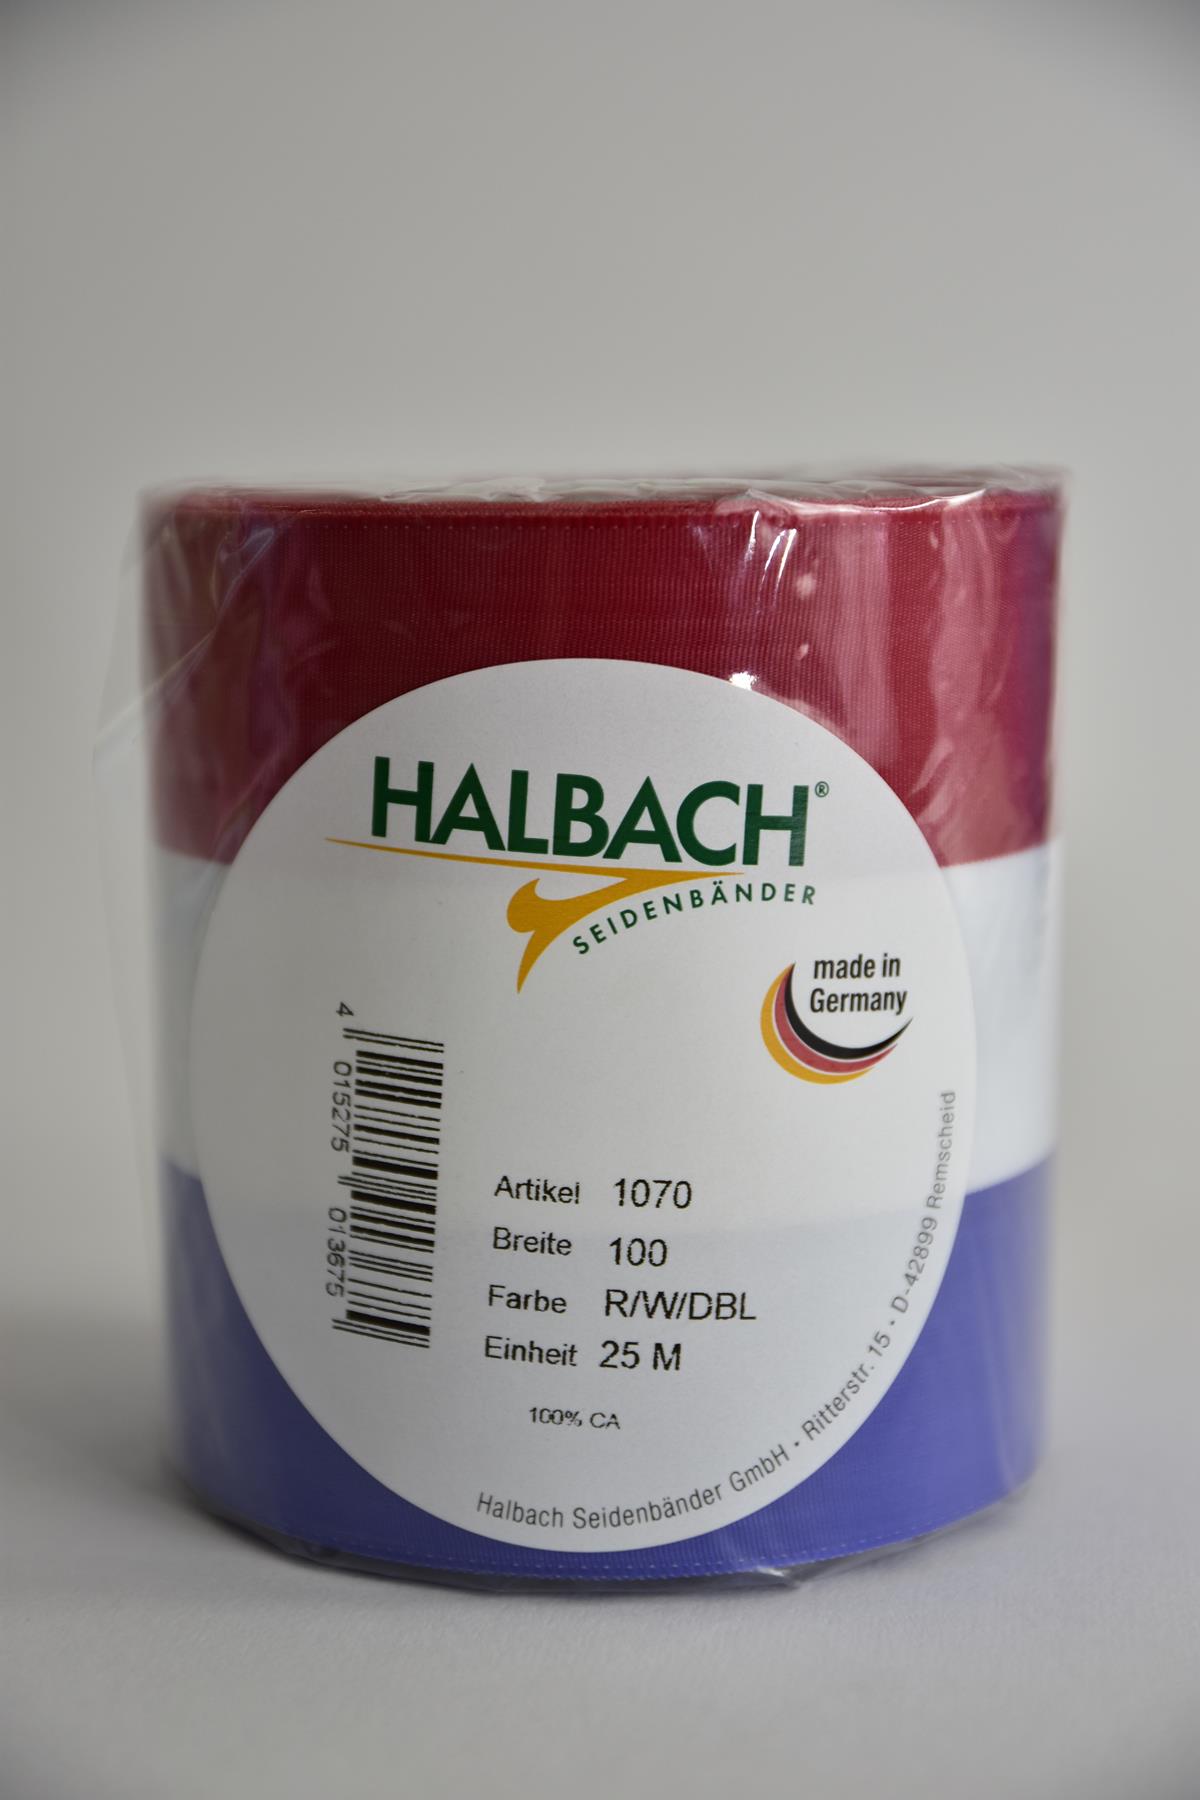 HALBACH®
SEIDENBÄNDER
made in
Germany
4 015275 013675
Artikel 1070
Breite 100
Farbe R/W/DBL
Einheit 25 M
100% CA
Halbach Seidenbänder GmbH • Ritterstr. 15 • D-42899 Remscheid